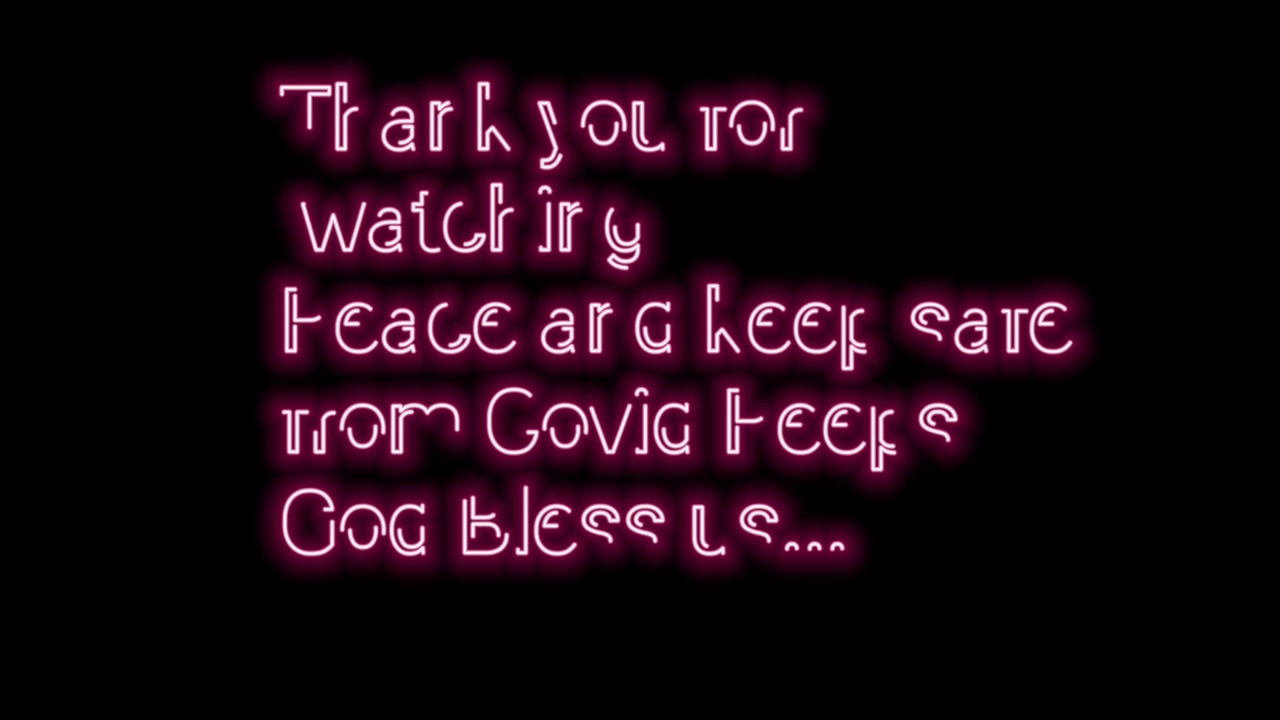 Thank you for
watching
Peace and keep safe
from Covid Peeps
God Bless us...